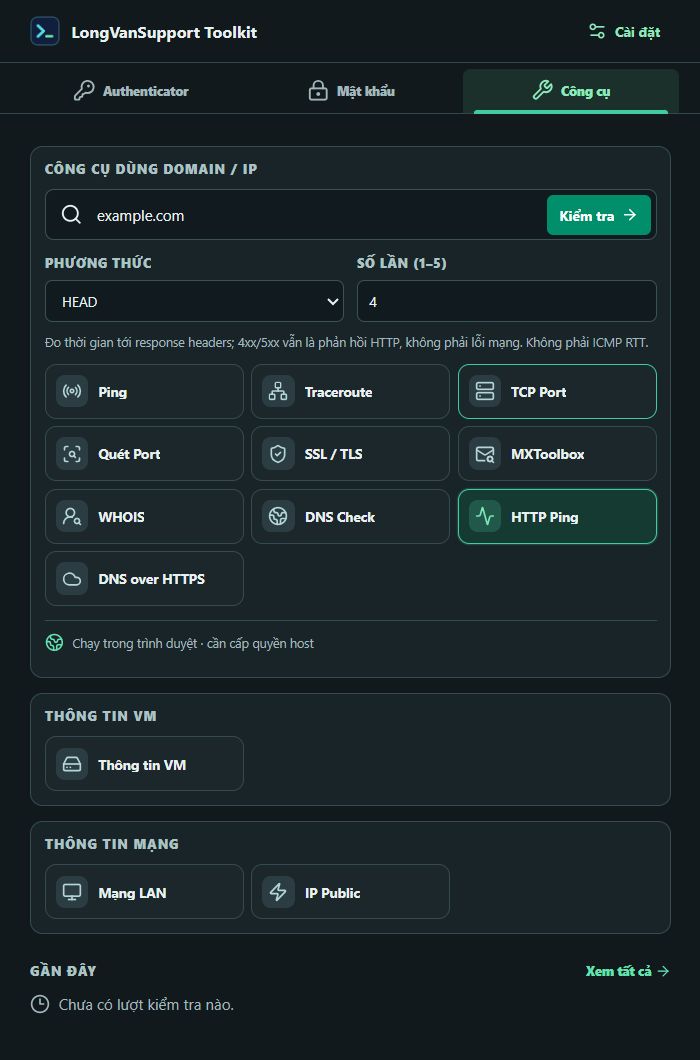 LongVanSupport Toolkit
Cài đặt
Authenticator
Mật khẩu
Công cụ
CÔNG CỤ DÙNG DOMAIN / IP
example.com
Kiểm tra →
PHƯƠNG THỨC
SỐ LẦN (1–5)
HEAD
4
Đo thời gian tới response headers; 4xx/5xx vẫn là phản hồi HTTP, không phải lỗi mạng. Không phải ICMP RTT.
Ping
Traceroute
TCP Port
Quét Port
SSL / TLS
MXToolbox
WHOIS
DNS Check
HTTP Ping
DNS over HTTPS
Chạy trong trình duyệt · cần cấp quyền host
THÔNG TIN VM
Thông tin VM
THÔNG TIN MẠNG
Mạng LAN
IP Public
GẦN ĐÂY
Xem tất cả →
Chưa có lượt kiểm tra nào.